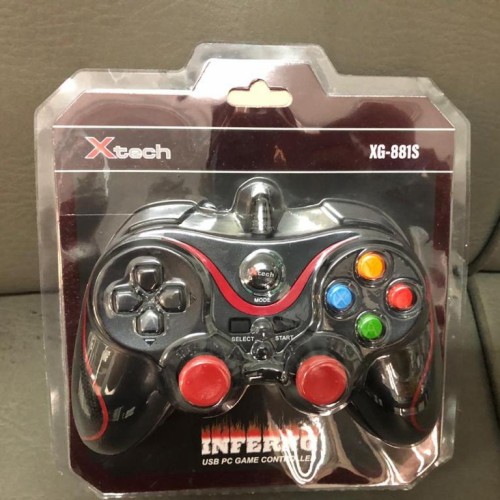 Xtech
XG-881S
Xtech
MODE
SELECT START
INFERNO
USB PC GAME CONTROLLER